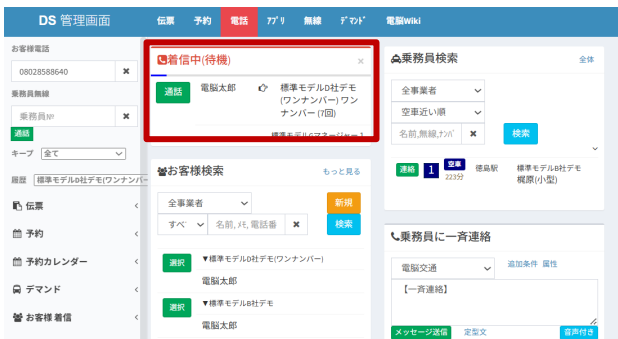 DS 管理画面
伝票 予約 電話 ｱﾌﾟﾘ 無線 ﾃﾞﾏﾝﾄﾞ 電脳Wiki
お客様電話
08028588640 ✖
乗務員無線
乗務員№ ✖
通話
キープ 全て
履歴 標準モデルD社デモ(ワンナンバー
伝票
予約
予約カレンダー
デマンド
お客様 着信
着信中(待機) ×
通話 電脳太郎 標準モデルD社デモ
(ワンナンバー) ワン
ナンバー (7回)
お客様検索 もっと見る
全事業者 新規
すべ 名前,ﾒﾓ,電話番 ✖ 検索
選択 ▼標準モデルD社デモ(ワンナンバー)
電脳太郎
選択 ▼標準モデルB社デモ
電脳太郎
乗務員検索 全体
全事業者
空車近い順
名前,無線,ﾅﾝﾊﾞ ✖ 検索
連絡 1 空車 徳島駅 標準モデルB社デモ
223分 梶原(小型)
乗務員に一斉連絡
電脳交通 追加条件 属性
【一斉連絡】
メッセージ送信 定型文 音声付き